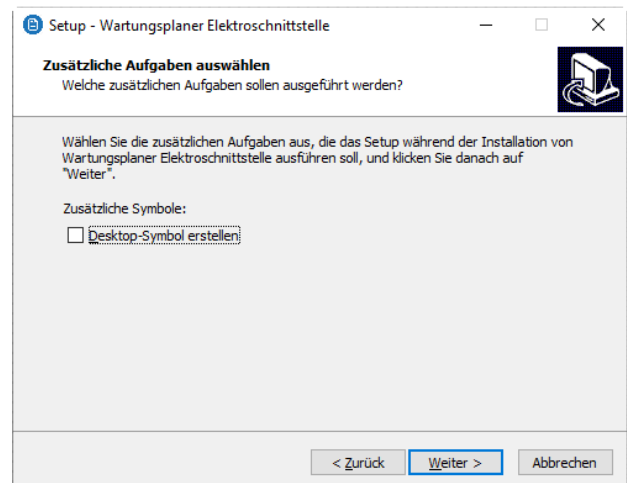 Setup - Wartungsplaner Elektroschnittstelle
Zusätzliche Aufgaben auswählen
Welche zusätzlichen Aufgaben sollen ausgeführt werden?
Wählen Sie die zusätzlichen Aufgaben aus, die das Setup während der Installation von
Wartungsplaner Elektroschnittstelle ausführen soll, und klicken Sie danach auf
"Weiter".
Zusätzliche Symbole:
Desktop-Symbol erstellen
< Zurück Weiter > Abbrechen